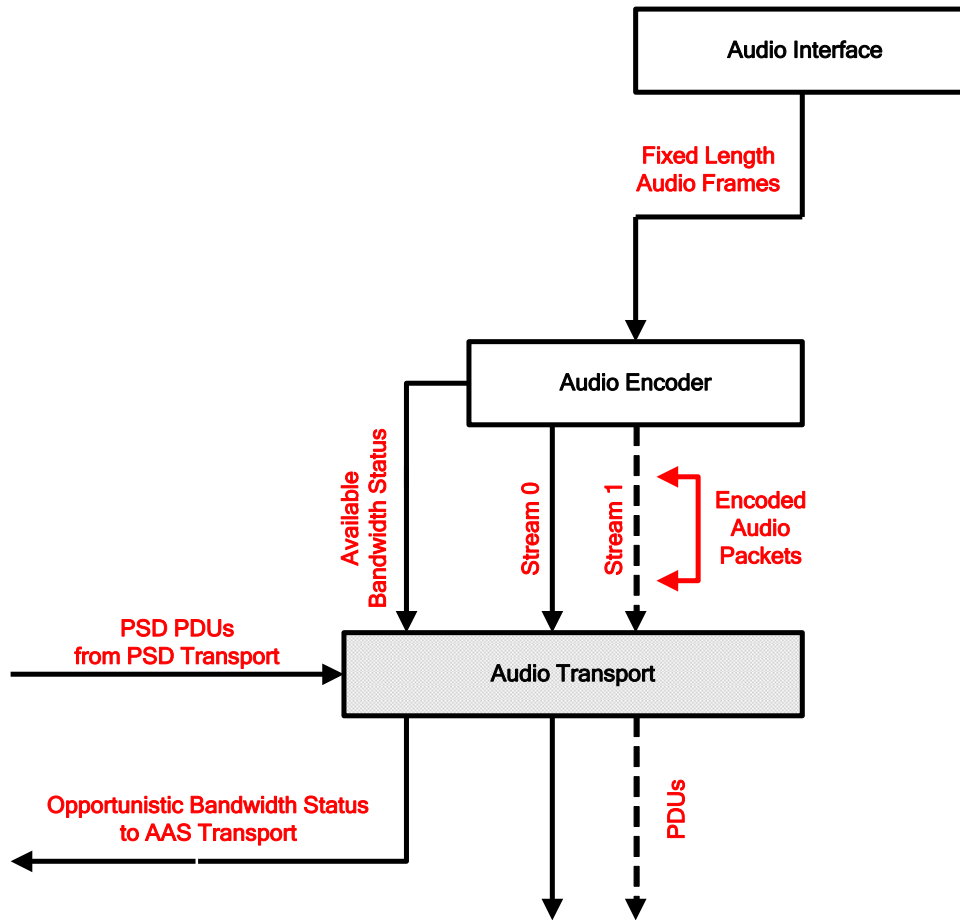 Audio Interface
Fixed Length
Audio Frames
Audio Encoder
Available
Bandwidth Status
Stream 0
Stream 1
Encoded
Audio
Packets
PSD PDUs
from PSD Transport
Audio Transport
Opportunistic Bandwidth Status
to AAS Transport
PDUs